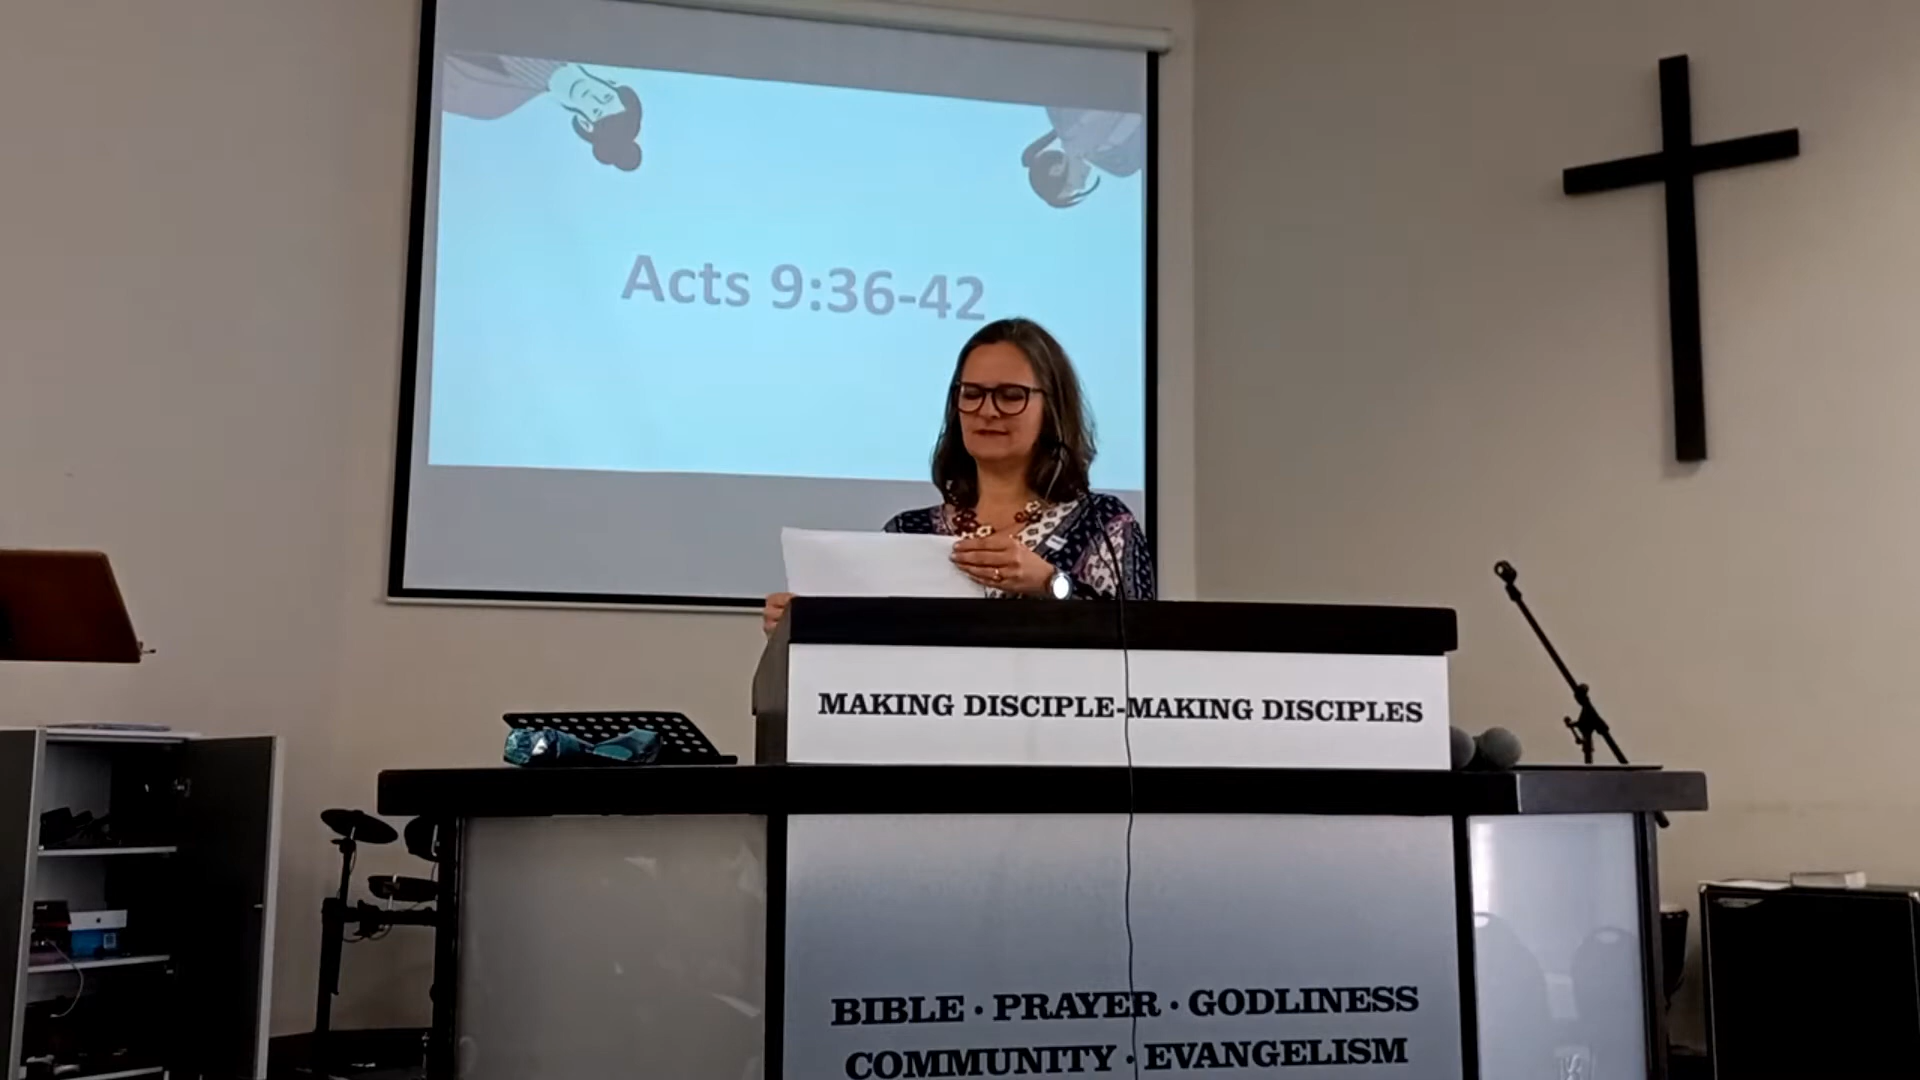 Acts 9:36-42
MAKING DISCIPLE-MAKING DISCIPLES
BIBLE · PRAYER · GODLINESS
COMMUNITY · EVANGELISM